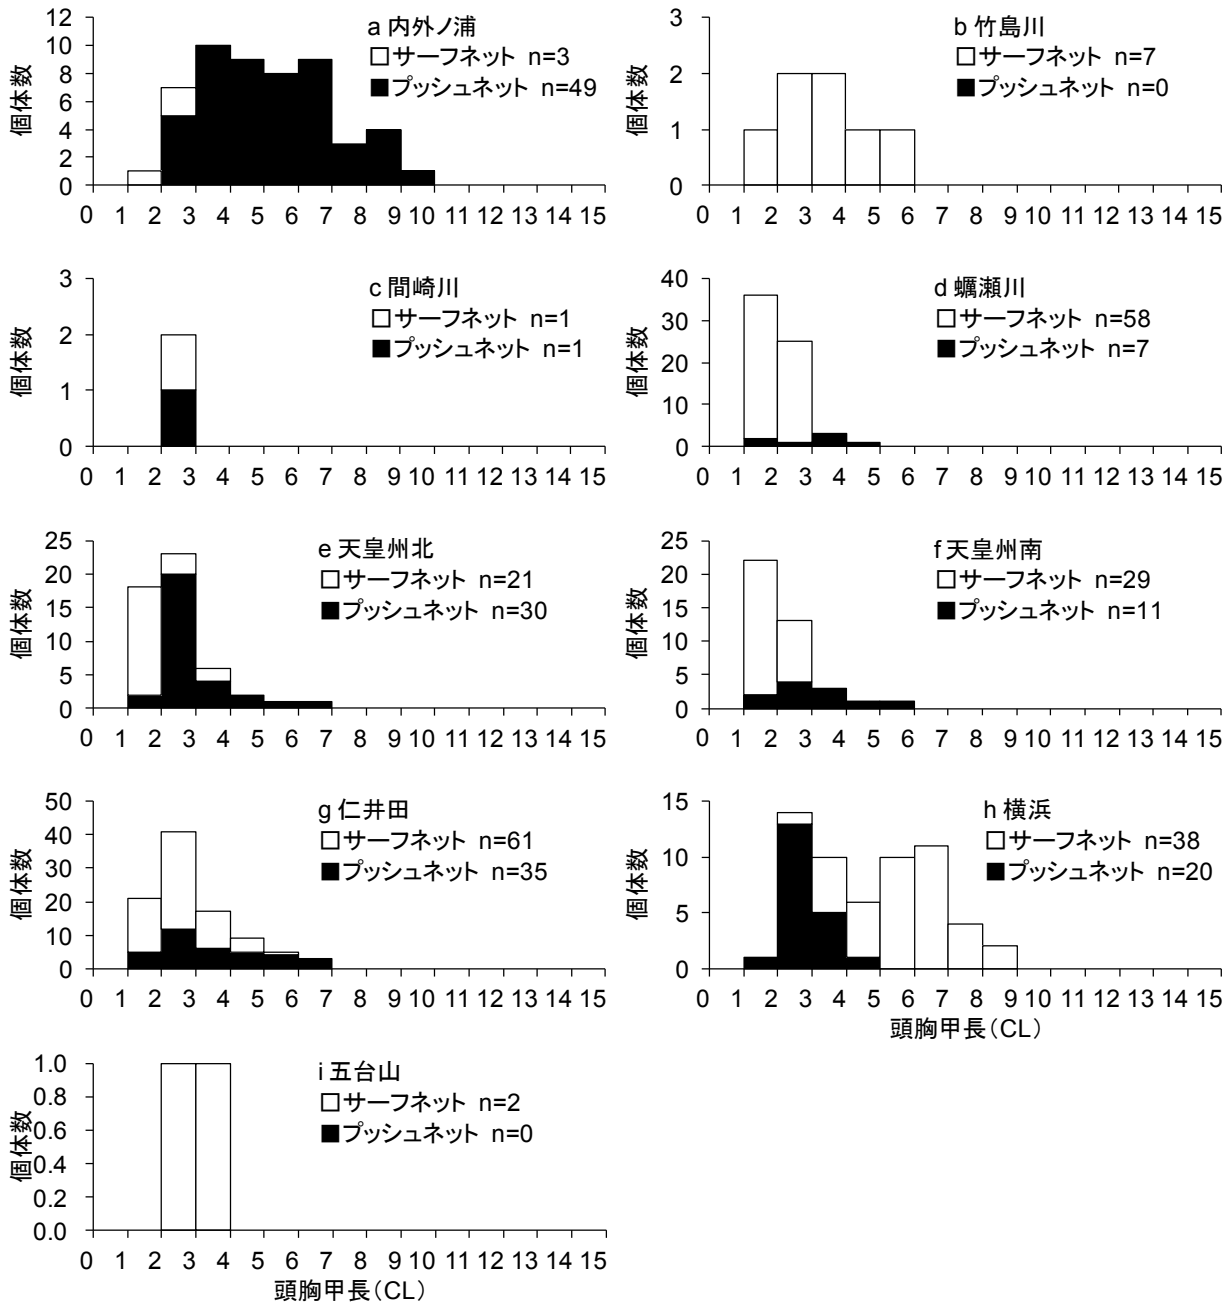 a 内外ノ浦
□サーフネット n=3
■プッシュネット n=49
個体数
12
10
8
6
4
2
0
0 1 2 3 4 5 6 7 8 9 10 11 12 13 14 15
b 竹島川
□サーフネット n=7
■プッシュネット n=0
個体数
3
2
1
0
0 1 2 3 4 5 6 7 8 9 10 11 12 13 14 15
c 間崎川
□サーフネット n=1
■プッシュネット n=1
個体数
3
2
1
0
0 1 2 3 4 5 6 7 8 9 10 11 12 13 14 15
d 蠣瀬川
□サーフネット n=58
■プッシュネット n=7
個体数
40
30
20
10
0
0 1 2 3 4 5 6 7 8 9 10 11 12 13 14 15
e 天皇州北
□サーフネット n=21
■プッシュネット n=30
個体数
25
20
15
10
5
0
0 1 2 3 4 5 6 7 8 9 10 11 12 13 14 15
f 天皇州南
□サーフネット n=29
■プッシュネット n=11
個体数
25
20
15
10
5
0
0 1 2 3 4 5 6 7 8 9 10 11 12 13 14 15
g 仁井田
□サーフネット n=61
■プッシュネット n=35
個体数
50
40
30
20
10
0
0 1 2 3 4 5 6 7 8 9 10 11 12 13 14 15
h 横浜
□サーフネット n=38
■プッシュネット n=20
個体数
15
10
5
0
0 1 2 3 4 5 6 7 8 9 10 11 12 13 14 15
頭胸甲長（CL）
i 五台山
□サーフネット n=2
■プッシュネット n=0
個体数
1.0
0.8
0.6
0.4
0.2
0.0
0 1 2 3 4 5 6 7 8 9 10 11 12 13 14 15
頭胸甲長（CL）